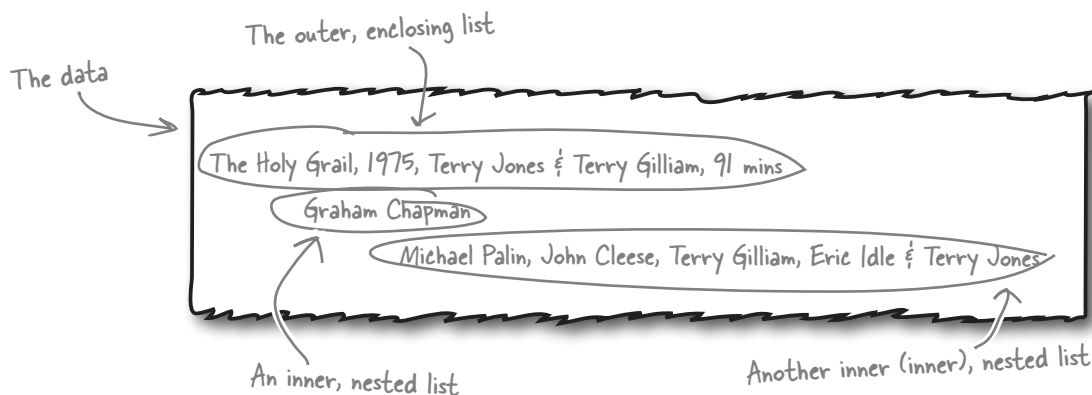 The outer, enclosing list
The data
The Holy Grail, 1975, Terry Jones & Terry Gilliam, 91 mins
Graham Chapman
Michael Palin, John Cleese, Terry Gilliam, Eric Idle & Terry Jones
An inner, nested list
Another inner (inner), nested list